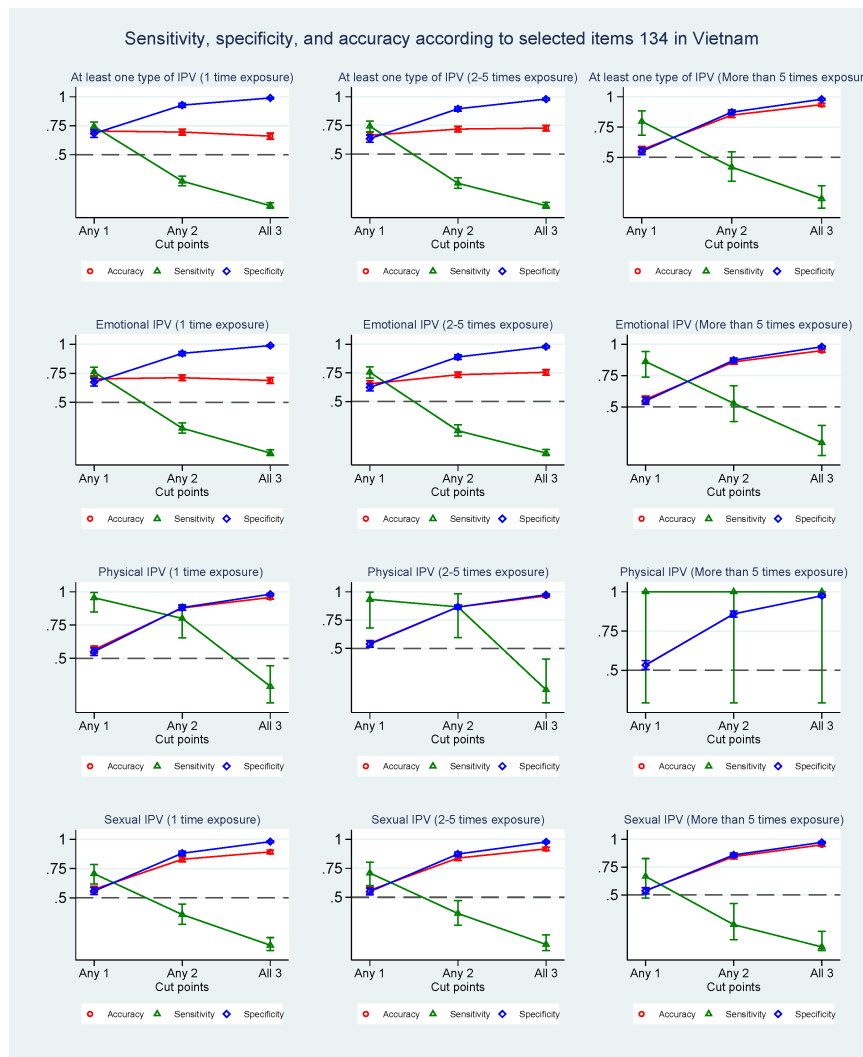 Sensitivity, specificity, and accuracy according to selected items 134 in Vietnam
At least one type of IPV (1 time exposure)
1
.75
.5
Any 1 Any 2 All 3
Cut points
Accuracy Sensitivity Specificity
At least one type of IPV (2-5 times exposure)
1
.75
.5
Any 1 Any 2 All 3
Cut points
Accuracy Sensitivity Specificity
At least one type of IPV (More than 5 times exposur
1
.75
.5
Any 1 Any 2 All 3
Cut points
Accuracy Sensitivity Specificity
Emotional IPV (1 time exposure)
1
.75
.5
Any 1 Any 2 All 3
Cut points
Accuracy Sensitivity Specificity
Emotional IPV (2-5 times exposure)
1
.75
.5
Any 1 Any 2 All 3
Cut points
Accuracy Sensitivity Specificity
Emotional IPV (More than 5 times exposure)
1
.75
.5
Any 1 Any 2 All 3
Cut points
Accuracy Sensitivity Specificity
Physical IPV (1 time exposure)
1
.75
.5
Any 1 Any 2 All 3
Cut points
Accuracy Sensitivity Specificity
Physical IPV (2-5 times exposure)
1
.75
.5
Any 1 Any 2 All 3
Cut points
Accuracy Sensitivity Specificity
Physical IPV (More than 5 times exposure)
1
.75
.5
Any 1 Any 2 All 3
Cut points
Accuracy Sensitivity Specificity
Sexual IPV (1 time exposure)
1
.75
.5
Any 1 Any 2 All 3
Cut points
Accuracy Sensitivity Specificity
Sexual IPV (2-5 times exposure)
1
.75
.5
Any 1 Any 2 All 3
Cut points
Accuracy Sensitivity Specificity
Sexual IPV (More than 5 times exposure)
1
.75
.5
Any 1 Any 2 All 3
Cut points
Accuracy Sensitivity Specificity